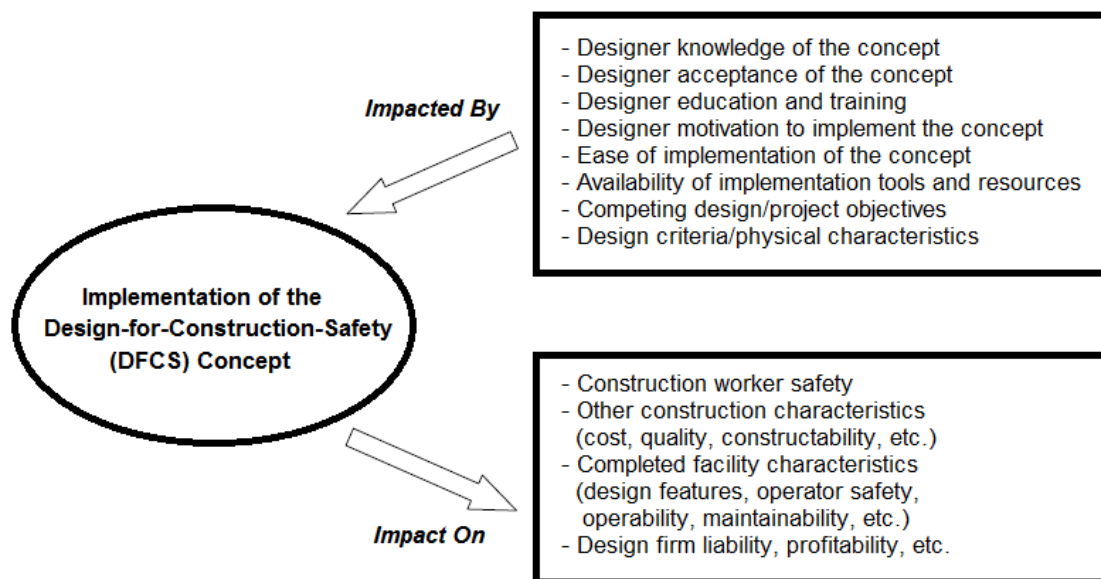 - Designer knowledge of the concept
- Designer acceptance of the concept
- Designer education and training
- Designer motivation to implement the concept
- Ease of implementation of the concept
- Availability of implementation tools and resources
- Competing design/project objectives
- Design criteria/physical characteristics
Impacted By
Implementation of the
Design-for-Construction-Safety
(DFCS) Concept
Impact On
- Construction worker safety
- Other construction characteristics
(cost, quality, constructability, etc.)
- Completed facility characteristics
(design features, operator safety,
operability, maintainability, etc.)
- Design firm liability, profitability, etc.